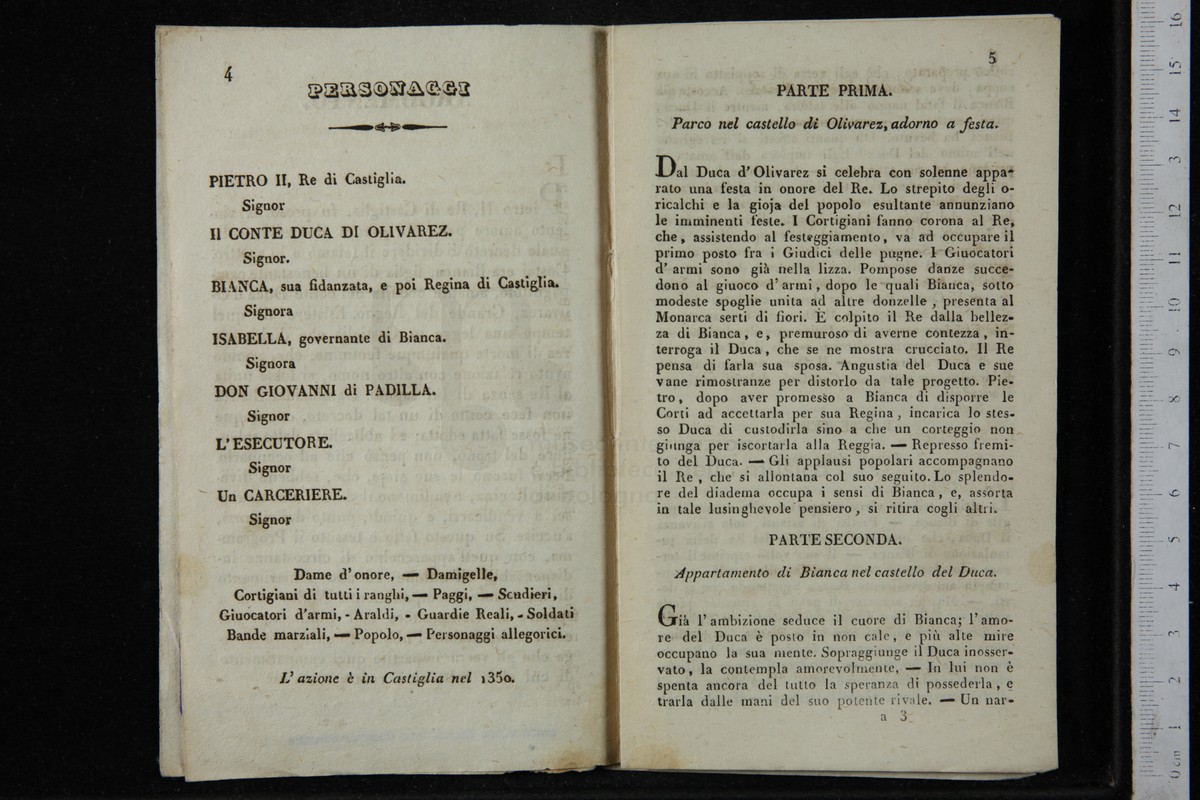 4
PERSONAGGI
PIETRO II, Re di Castiglia.
Signor
Il CONTE DUCA DI OLIVAREZ.
Signor.
BIANCA, sua fidanzata, e poi Regina di Castiglia.
Signora
ISABELLA, governante di Bianca.
Signora
DON GIOVANNI di PADILLA.
Signor
L'ESECUTORE.
Signor
Un CARCERIERE.
Signor
Dame d'onore, — Damigelle,
Cortigiani di tutti i ranghi, — Paggi, — Scudieri,
Giuocatori d'armi, - Araldi, - Guardie Reali, - Soldati
Bande marziali, — Popolo, — Personaggi allegorici.
L'azione è in Castiglia nel 1350.
5
PARTE PRIMA.
Parco nel castello di Olivarez, adorno a festa.
Dal Duca d'Olivarez si celebra con solenne appa-
rato una festa in onore del Re. Lo strepito degli o-
ricalchi e la gioja del popolo esultante annunziano
le imminenti feste. I Cortigiani fanno corona al Re,
che, assistendo al festeggiamento, va ad occupare il
primo posto fra i Giudici delle pugne. I Giuocatori
d'armi sono già nella lizza. Pompose danze succe-
dono al giuoco d'armi, dopo le quali Bianca, sotto
modeste spoglie unita ad altre donzelle, presenta al
Monarca serti di fiori. È colpito il Re dalla bellez-
za di Bianca, e, premuroso di averne contezza, in-
terroga il Duca, che se ne mostra crucciato. Il Re
pensa di farla sua sposa. Angustia del Duca e sue
vane rimostranze per distorlo da tale progetto. Pie-
tro, dopo aver promesso a Bianca di disporre le
Corti ad accettarla per sua Regina, incarica lo stes-
so Duca di custodirla sino a che un corteggio non
giunga per iscortarla alla Reggia. — Represso fremi-
to del Duca. — Gli applausi popolari accompagnano
il Re, che si allontana col suo seguito. Lo splendo-
re del diadema occupa i sensi di Bianca, e, assorta
in tale lusinghevole pensiero, si ritira cogli altri.
PARTE SECONDA.
Appartamento di Bianca nel castello del Duca.
Già l'ambizione seduce il cuore di Bianca; l'amo-
re del Duca è posto in non cale, e più alte mire
occupano la sua mente. Sopraggiunge il Duca inosser-
vato, la contempla amorevolmente, — In lui non è
spenta ancora del tutto la speranza di possederla, e
trarla dalle mani del suo potente rivale. — Un nar-
a 3